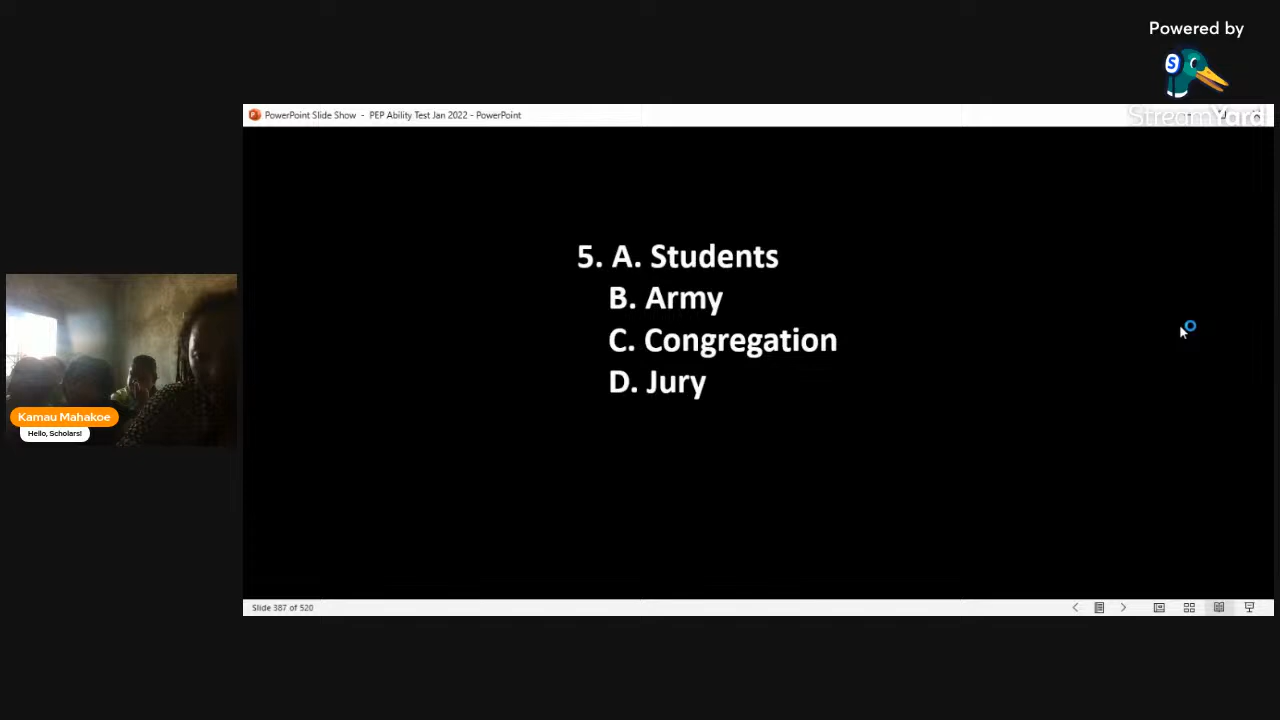 Powered by
StreamYard
PowerPoint Slide Show - PEP Ability Test Jan 2022 - PowerPoint
5. A. Students
B. Army
C. Congregation
D. Jury
Kamau Mahakoe
Hello, Scholars!
Slide 387 of 520